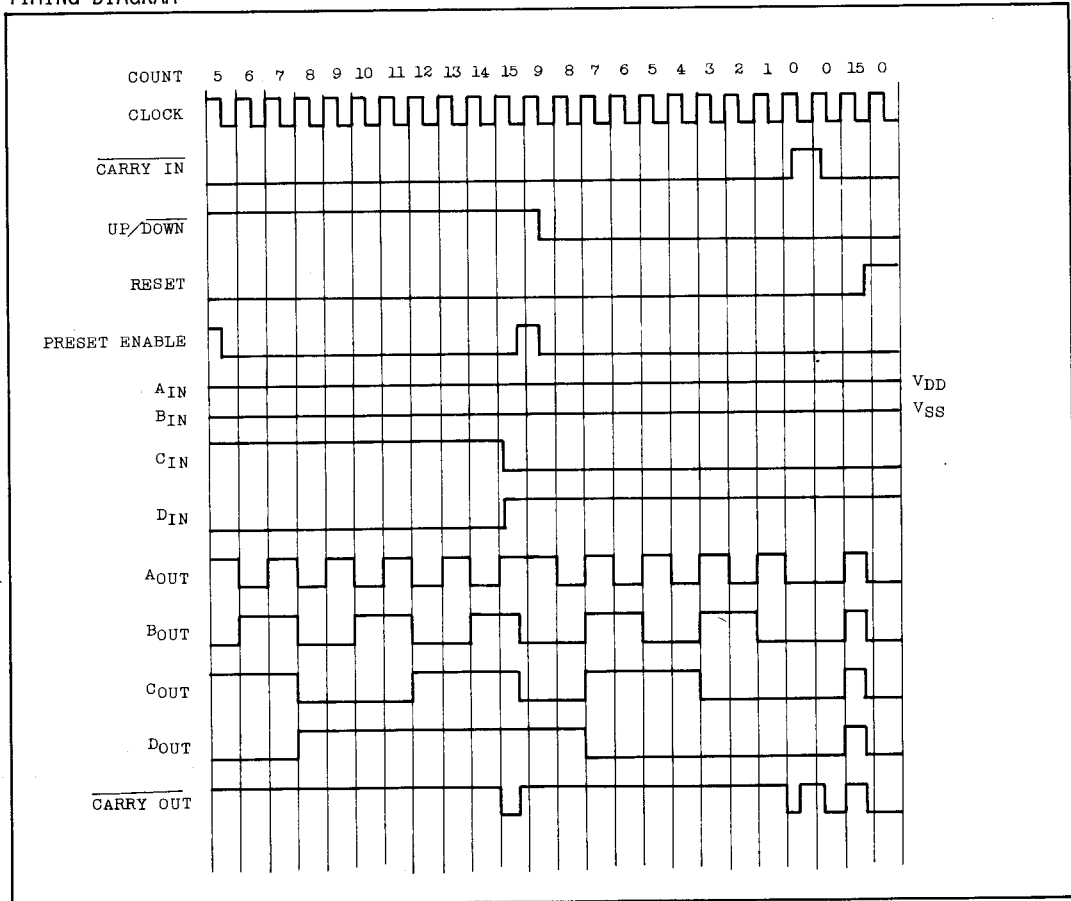 TIMING DIAGRAM
COUNT 5 6 7 8 9 10 11 12 13 14 15 9 8 7 6 5 4 3 2 1 0 0 15 0
CLOCK
CARRY IN
UP/DOWN
RESET
PRESET ENABLE
AIN VDD
BIN VSS
CIN
DIN
AOUT
BOUT
COUT
DOUT
CARRY OUT